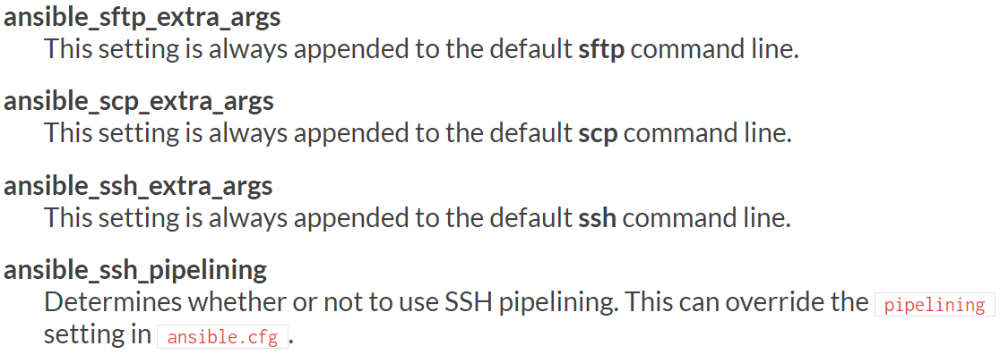 ansible_sftp_extra_args
This setting is always appended to the default sftp command line.
ansible_scp_extra_args
This setting is always appended to the default scp command line.
ansible_ssh_extra_args
This setting is always appended to the default ssh command line.
ansible_ssh_pipelining
Determines whether or not to use SSH pipelining. This can override the pipelining
setting in ansible.cfg.